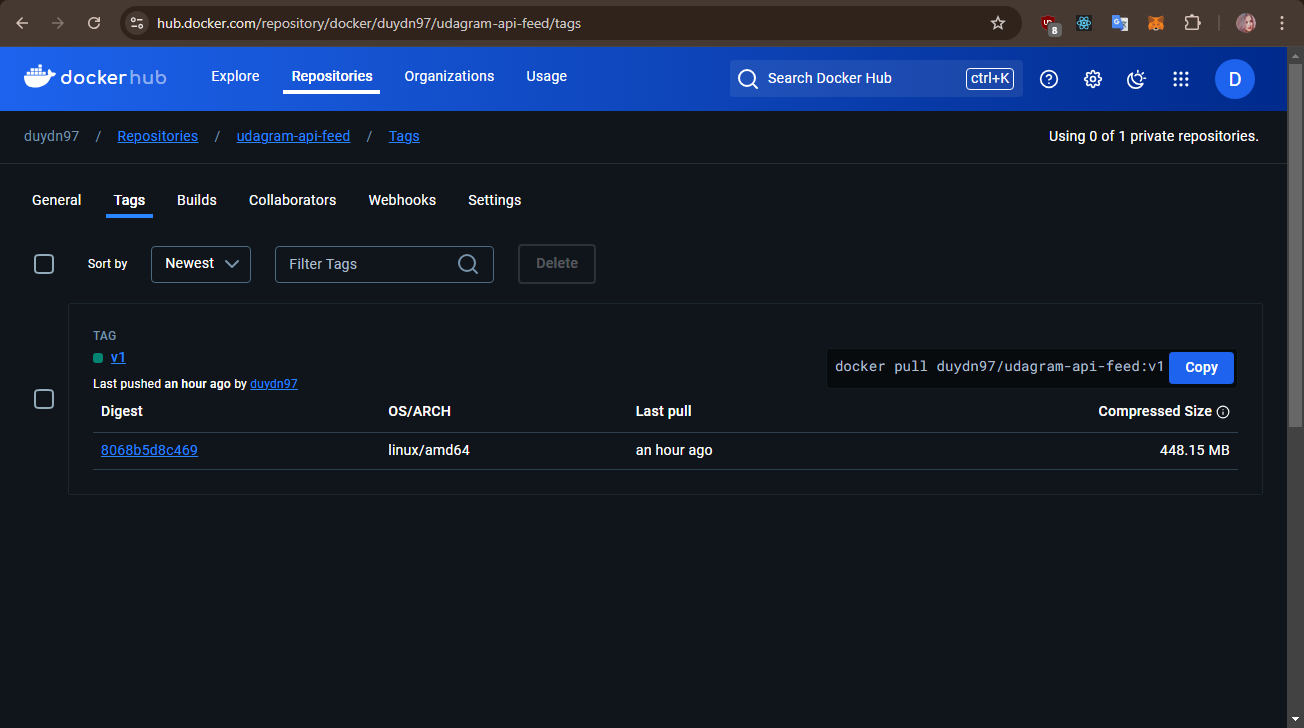 hub.docker.com/repository/docker/duydn97/udagram-api-feed/tags
8
dockerhub Explore Repositories Organizations Usage Search Docker Hub ctrl+K D
duydn97 / Repositories / udagram-api-feed / Tags Using 0 of 1 private repositories.
General Tags Builds Collaborators Webhooks Settings
Sort by Newest Filter Tags Delete
TAG
v1
docker pull duydn97/udagram-api-feed:v1 Copy
Last pushed an hour ago by duydn97
Digest OS/ARCH Last pull Compressed Size
8068b5d8c469 linux/amd64 an hour ago 448.15 MB